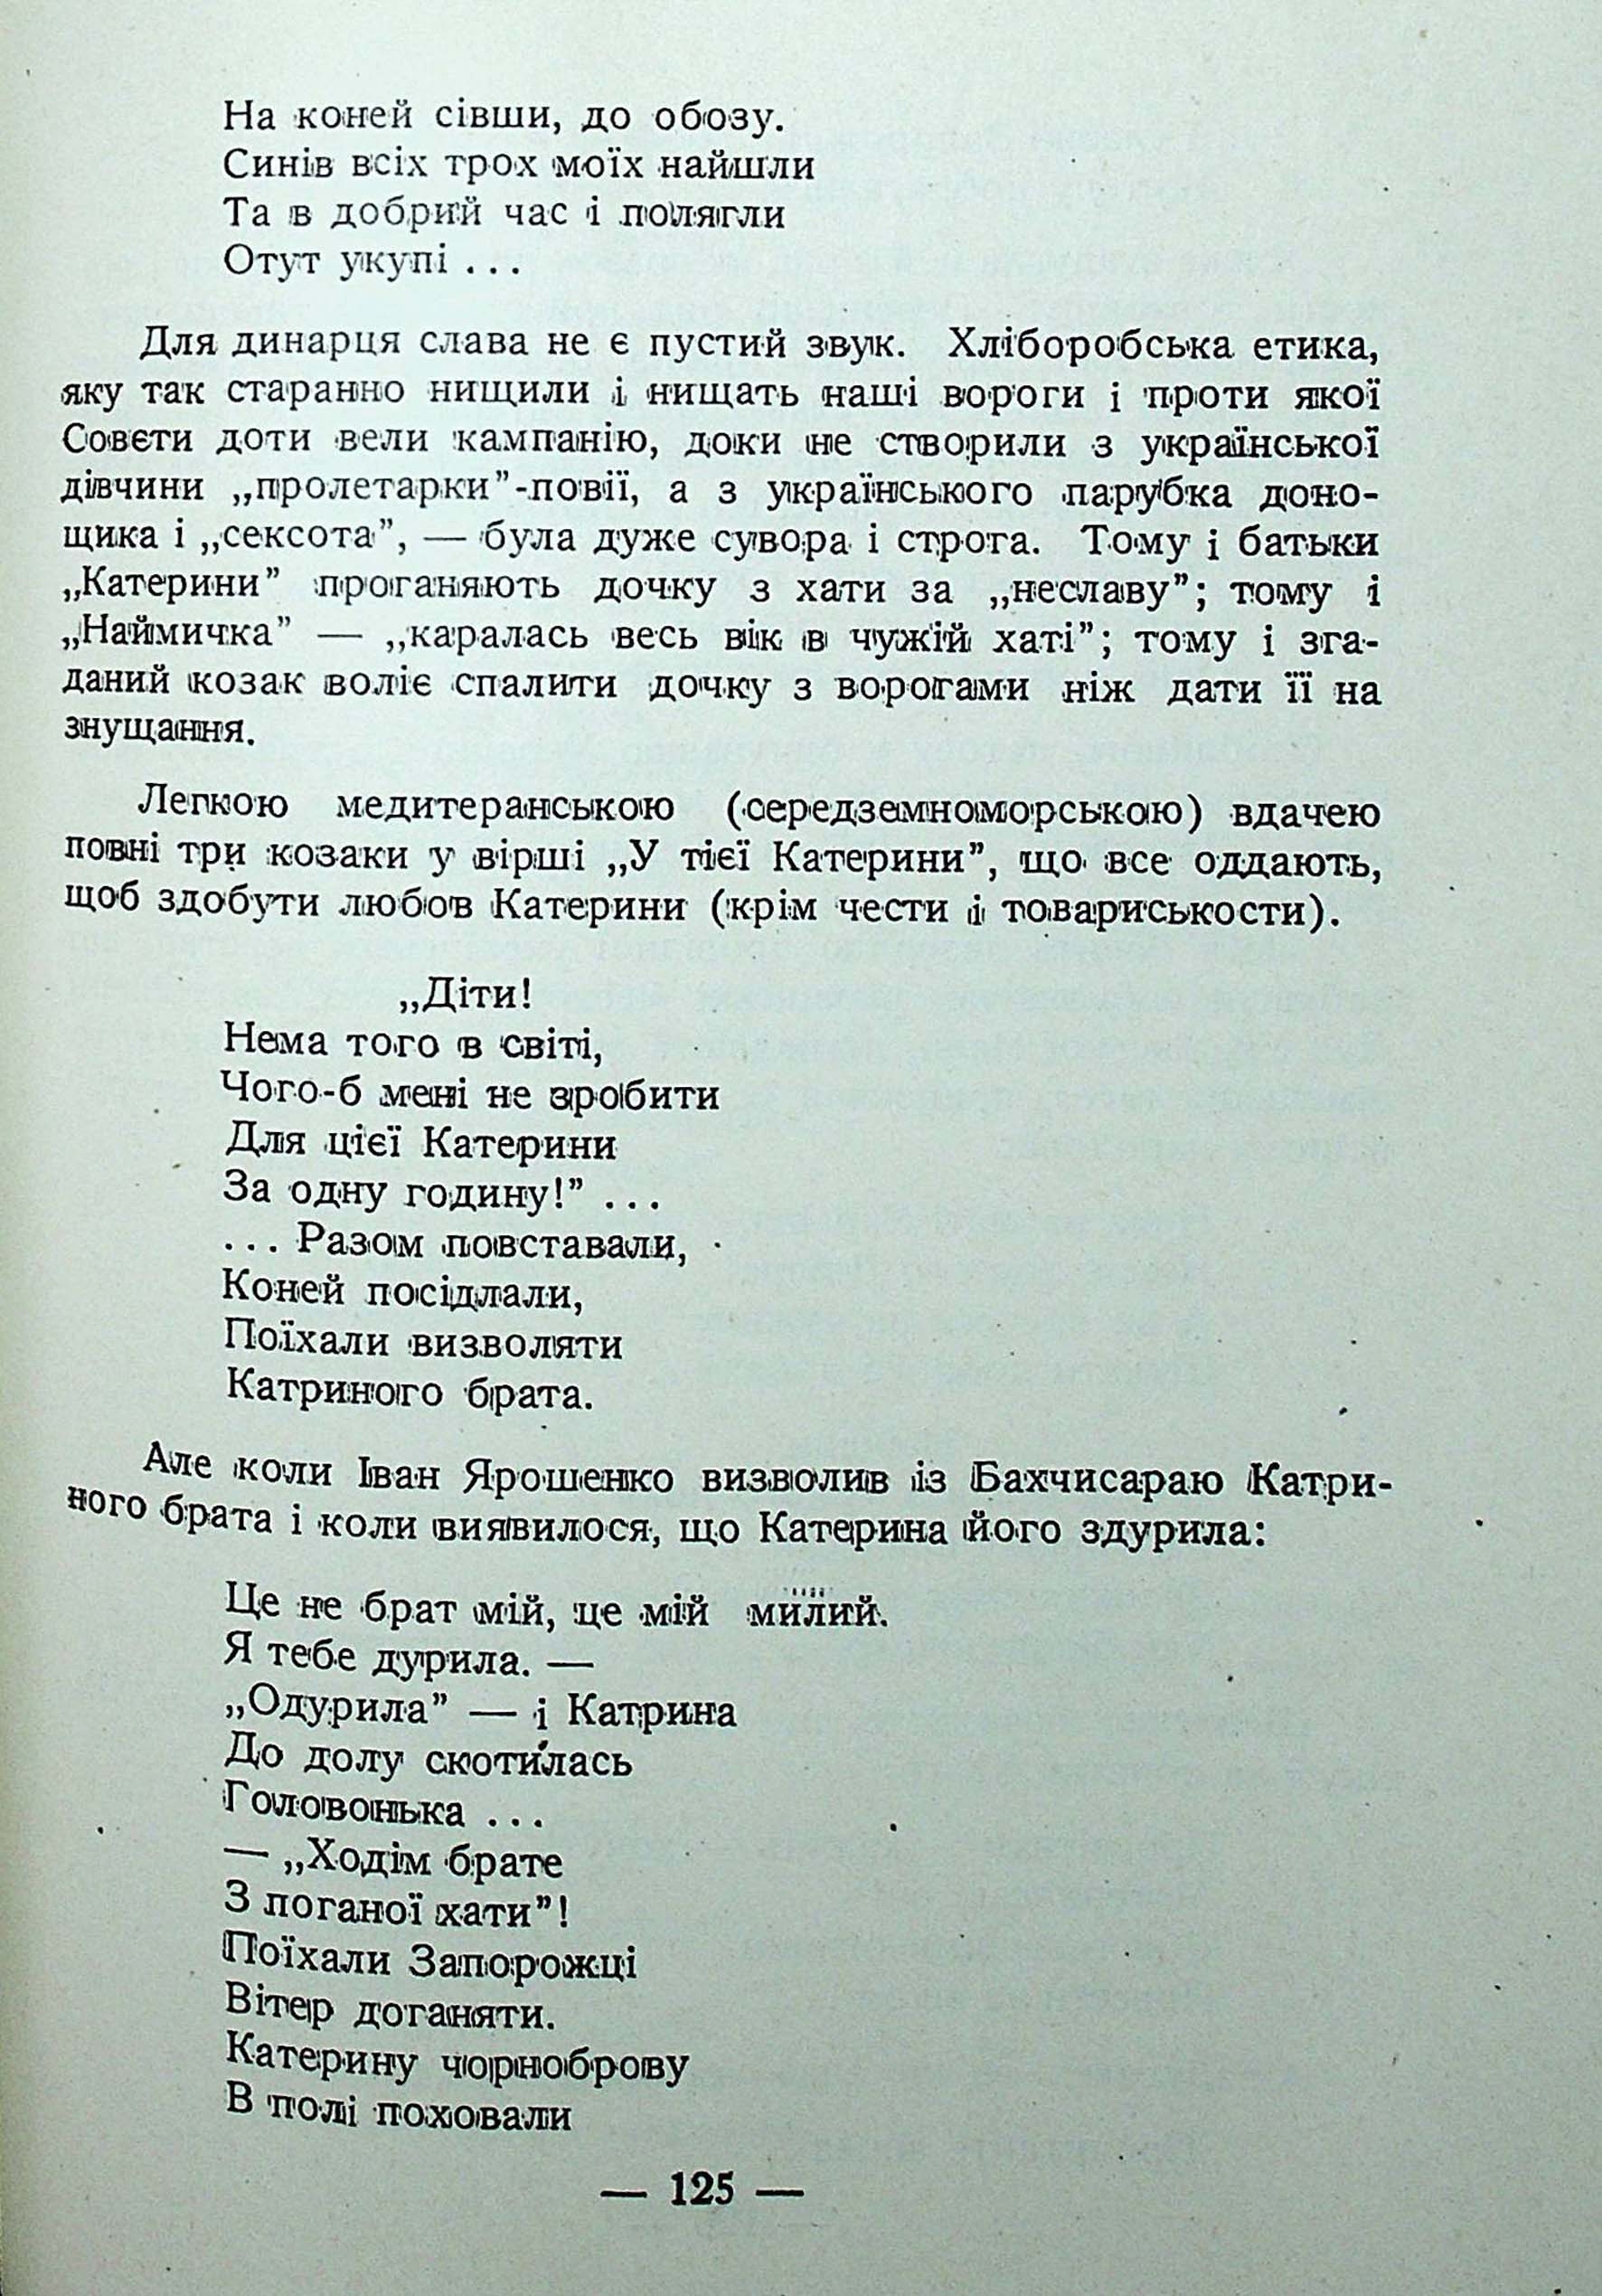 На коней сівши, до обозу.
Синів всіх трох моїх найшли
Та в добрий час і полягли
Отут укупі . . .
Для динарця слава не є пустий звук. Хліборобська етика,
яку так старанно нищили і нищать наші вороги і проти якої
Совєти доти вели кампанію, доки не створили з української
дівчини „пролетарки”-повії, а з українського парубка доно-
щика і „сексота”, — була дуже сувора і строга. Тому і батьки
„Катерини” проганяють дочку з хати за „неславу”; тому і
„Наймичка” — „каралась весь вік в чужій хаті”; тому і зга-
даний козак воліє спалити дочку з ворогами ніж дати її на
знущання.
Легкою медитеранською (середземноморською) вдачею
повні три козаки у вірші „У тієї Катерини”, що все оддають,
щоб здобути любов Катерини (крім чести і товариськости).
„Діти!
Нема того в світі,
Чого-б мені не зробити
Для цієї Катерини
За одну годину!” . . .
. . . Разом повставали,
Коней посідлали,
Поїхали визволяти
Катриного брата.
Але коли Іван Ярошенко визволив із Бахчисараю Катри-
ного брата і коли виявилося, що Катерина його здурила:
Це не брат мій, це мій милий.
Я тебе дурила. —
„Одурила” — і Катрина
До долу скотилась
Головонька . . .
— „Ходім брате
З поганої хати”!
Поїхали Запорожці
Вітер доганяти.
Катерину чорноброву
В полі поховали
— 125 —